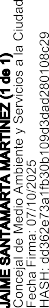 JAIME SANTAMARTA MARTINEZ (1 de 1)
Concejal de Medio Ambiente y Servicios a la Ciudad
Fecha Firma: 07/10/2025
HASH: dd362e73a1ffb30b109dd3dad280108c29